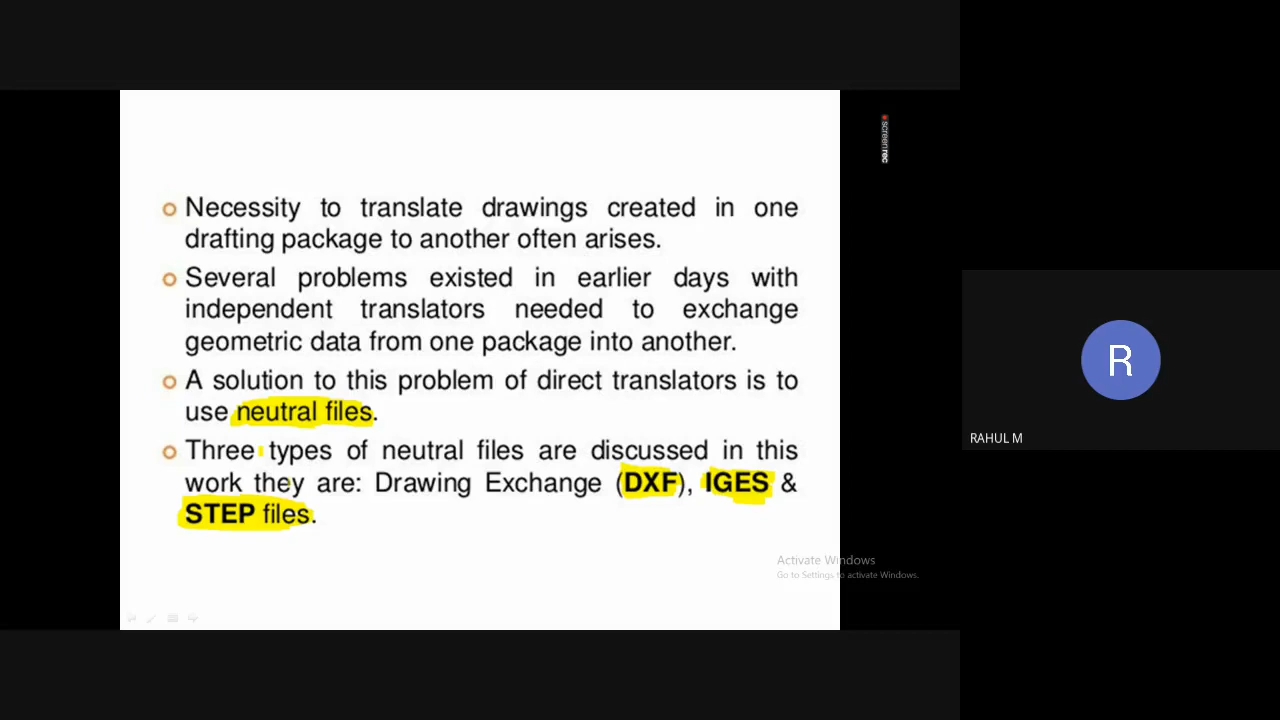 Necessity to translate drawings created in one
drafting package to another often arises.
Several problems existed in earlier days with
independent translators needed to exchange
geometric data from one package into another.
A solution to this problem of direct translators is to
use neutral files.
Three types of neutral files are discussed in this
work they are: Drawing Exchange (DXF), IGES &
STEP files.
screenrec
Activate Windows
Go to Settings to activate Windows.
R
RAHUL M